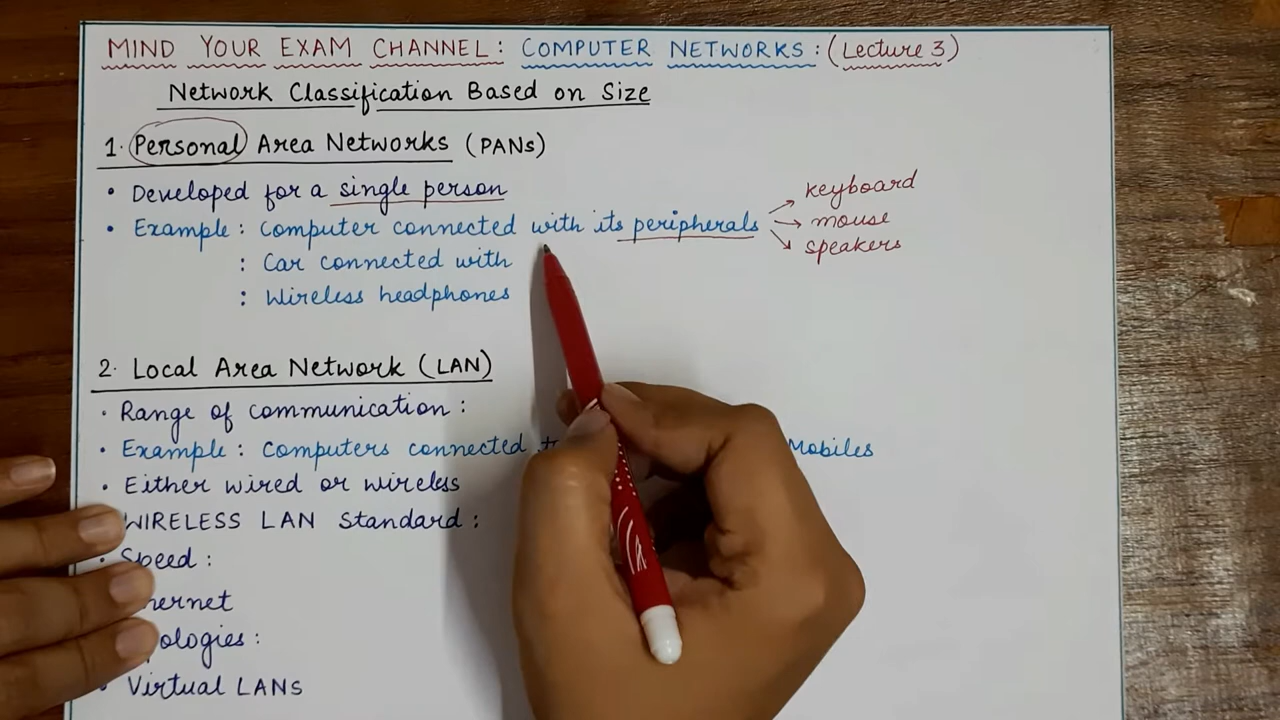 MIND YOUR EXAM CHANNEL: COMPUTER NETWORKS: (Lecture 3)
Network Classification Based on Size
1. Personal Area Networks (PANs)
• Developed for a single person
• Example: Computer connected with its peripherals
keyboard
mouse
speakers
: Car connected with
: Wireless headphones
2. Local Area Network (LAN)
• Range of communication:
• Example: Computers connected Mobiles
• Either wired or wireless
WIRELESS LAN Standard:
• Speed:
• Virtual LANs